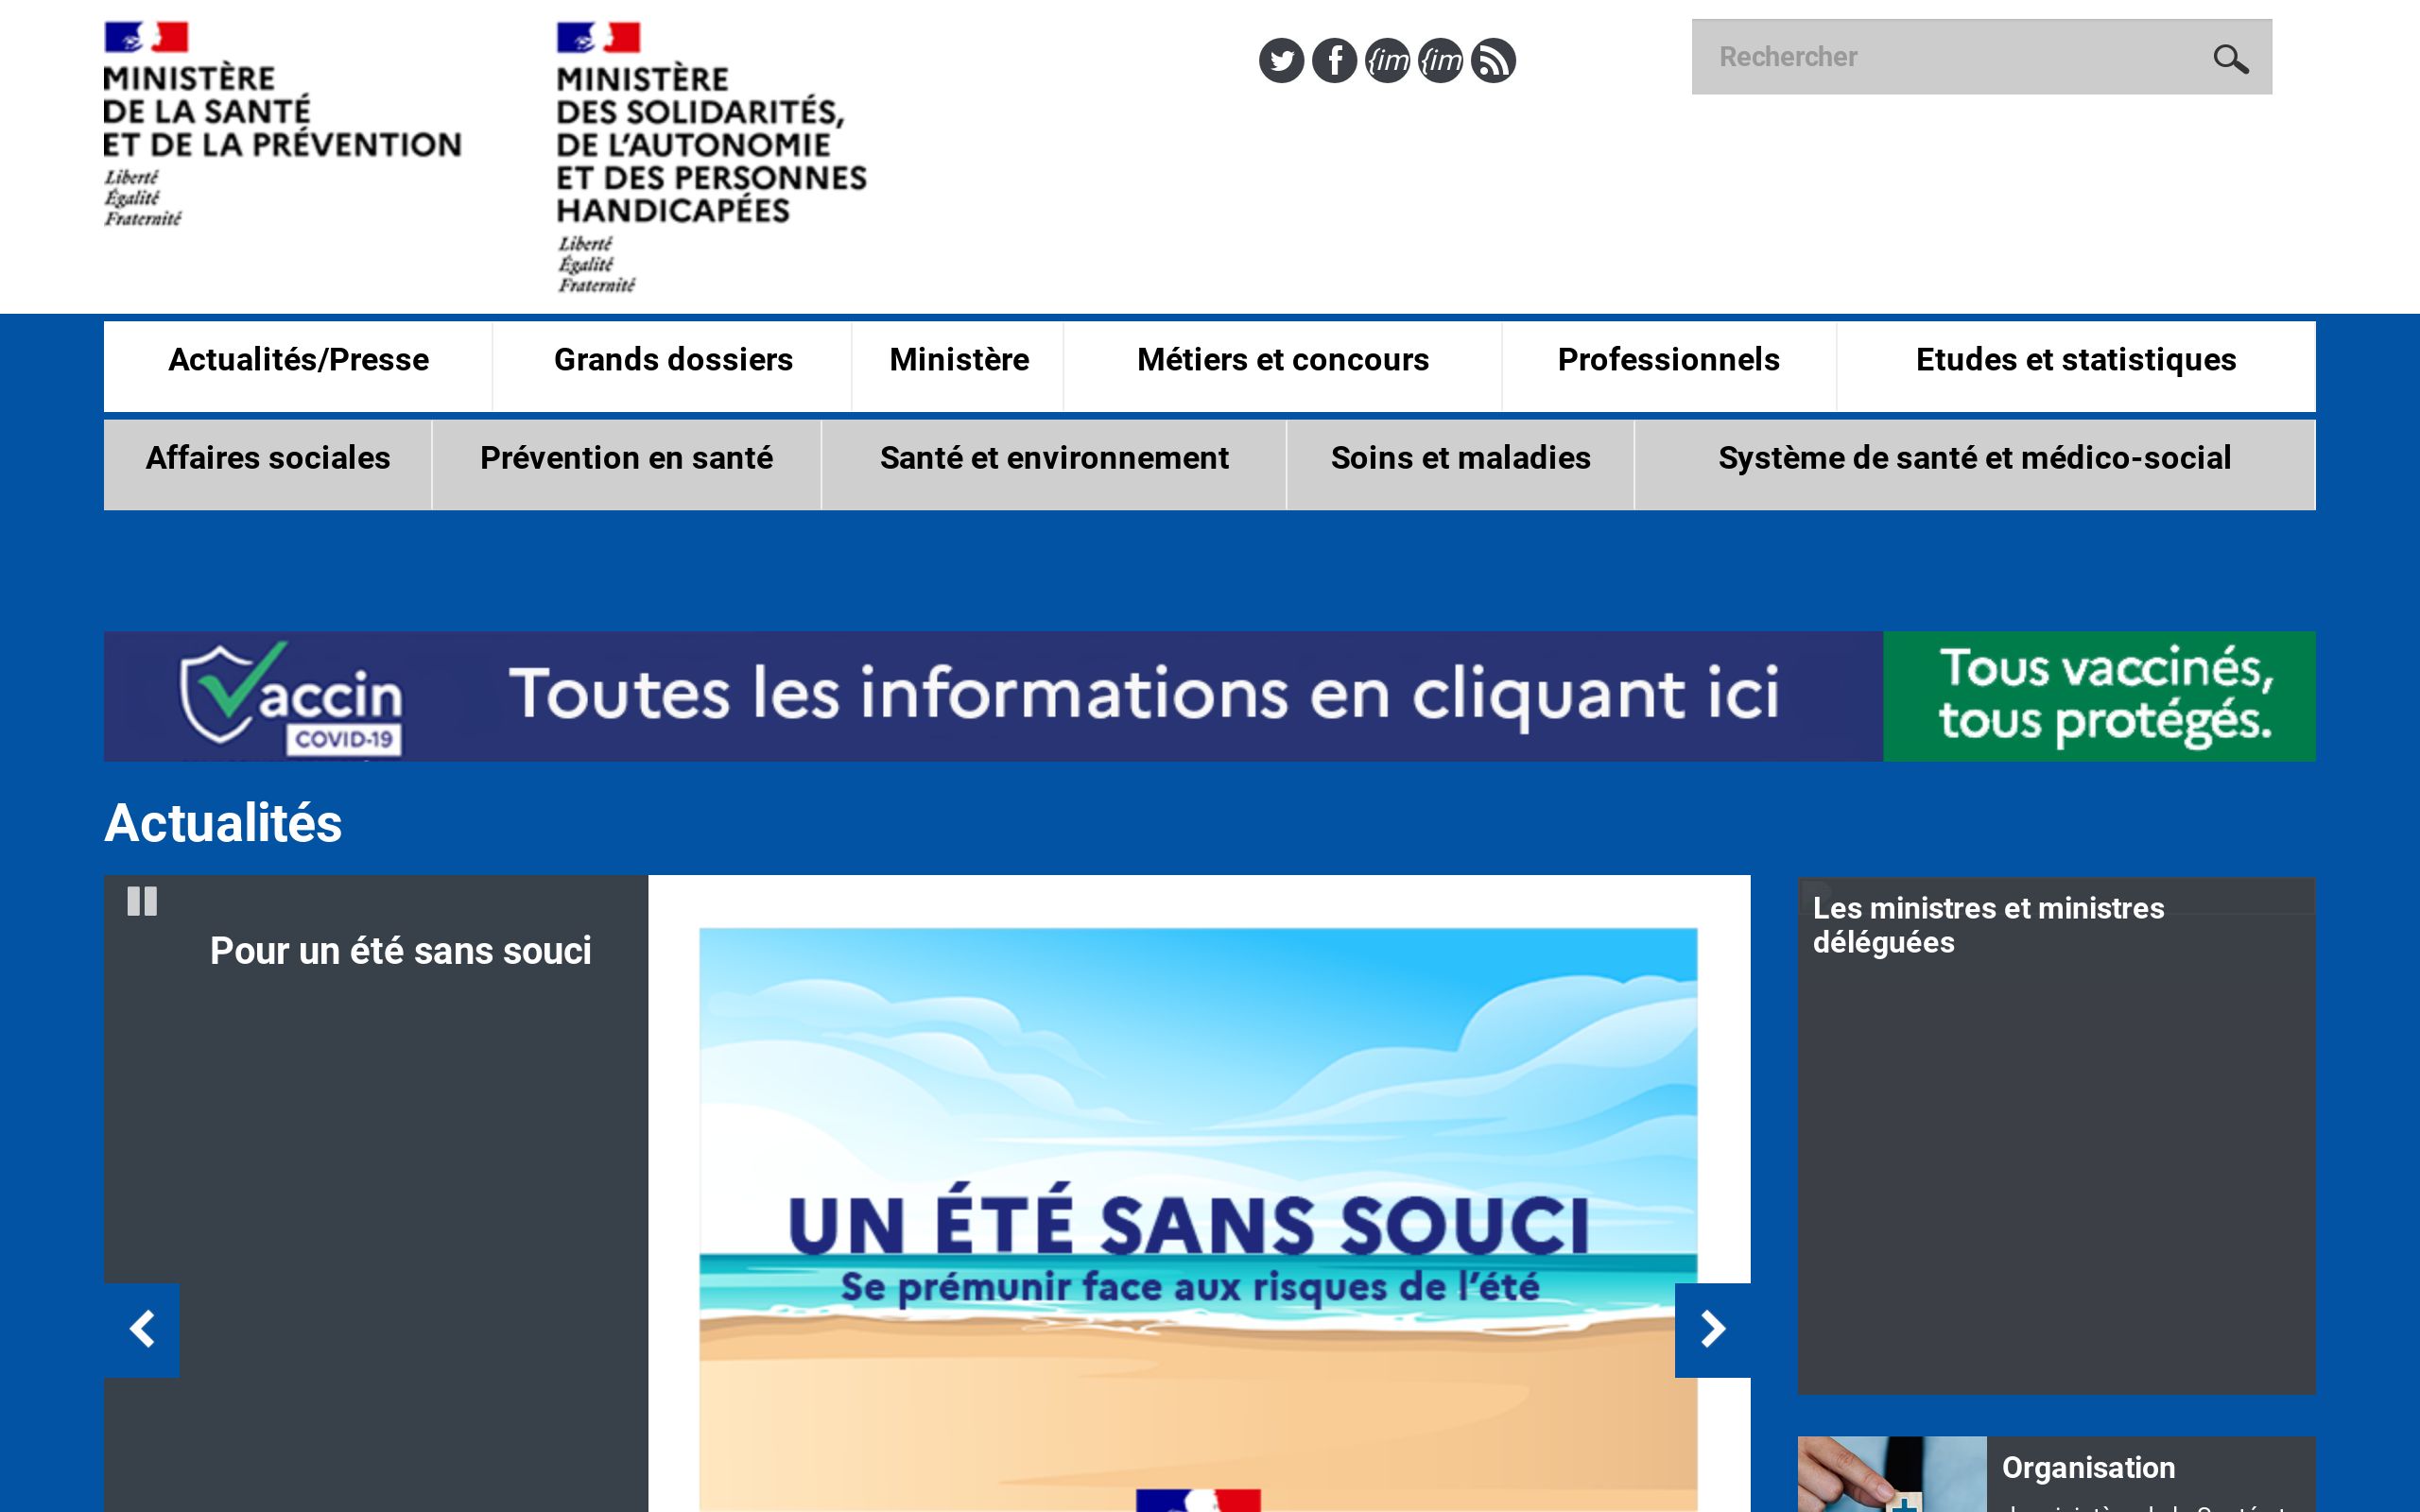 MINISTÈRE
DE LA SANTÉ
ET DE LA PRÉVENTION
Liberté
Égalité
Fraternité
MINISTÈRE
DES SOLIDARITÉS,
DE L'AUTONOMIE
ET DES PERSONNES
HANDICAPÉES
Liberté
Égalité
Fraternité
{im
{im
Rechercher
Actualités/Presse
Grands dossiers
Ministère
Métiers et concours
Professionnels
Etudes et statistiques
Affaires sociales
Prévention en santé
Santé et environnement
Soins et maladies
Système de santé et médico-social
Vaccin
COVID-19
Toutes les informations en cliquant ici
Tous vaccinés,
tous protégés.
Actualités
Pour un été sans souci
UN ÉTÉ SANS SOUCI
Se prémunir face aux risques de l'été
Les ministres et ministres
déléguées
Organisation